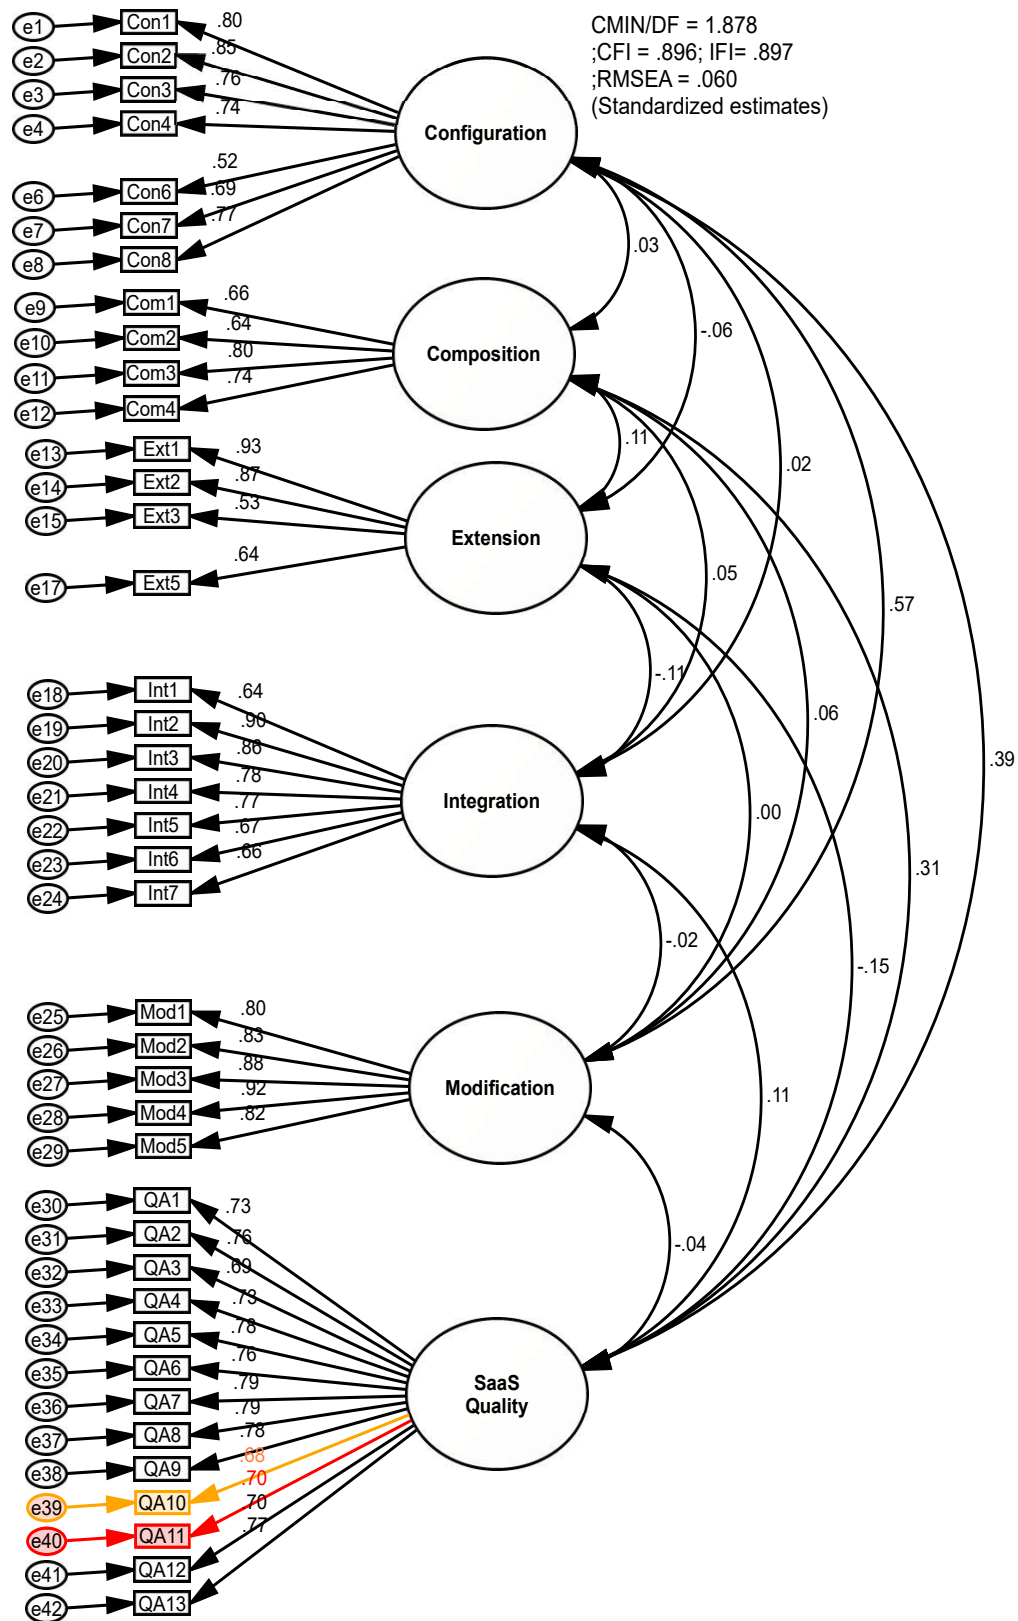 CMIN/DF = 1.878
;CFI = .896; IFI= .897
;RMSEA = .060
(Standardized estimates)
e1 Con1 .80
e2 Con2 .85
e3 Con3 .76
e4 Con4 .74
Configuration
e6 Con6 .52
e7 Con7 .69
e8 Con8 .77
.03
e9 Com1 .66
e10 Com2 .64
e11 Com3 .80
e12 Com4 .74
Composition
-.06
e13 Ext1 .93
e14 Ext2 .87
e15 Ext3 .53
e17 Ext5 .64
Extension
.11
.02
.05
.57
e18 Int1 .64
e19 Int2 .90
e20 Int3 .86
e21 Int4 .78
e22 Int5 .77
e23 Int6 .67
e24 Int7 .66
Integration
-.11
.06
.39
.00
.31
-.02
-.15
e25 Mod1 .80
e26 Mod2 .83
e27 Mod3 .88
e28 Mod4 .92
e29 Mod5 .82
Modification
.11
-.04
e30 QA1 .73
e31 QA2 .76
e32 QA3 .69
e33 QA4 .73
e34 QA5 .78
e35 QA6 .76
e36 QA7 .79
e37 QA8 .79
e38 QA9 .78
e39 QA10 .68
e40 QA11 .70
e41 QA12 .70
e42 QA13 .77
SaaS
Quality